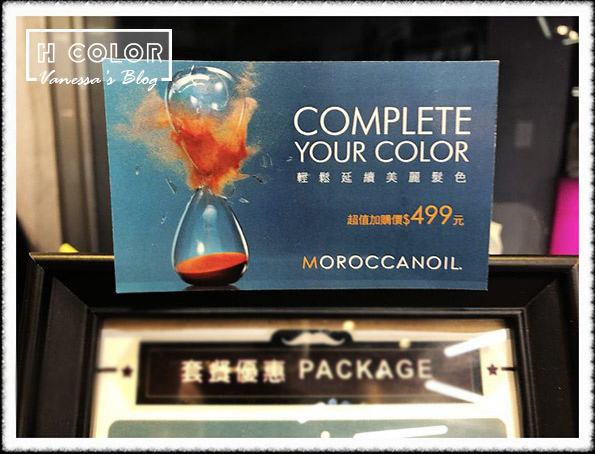 H COLOR
Vanessa's Blog
COMPLETE
YOUR COLOR
輕鬆延續美麗髮色
超值加購價$499元
MOROCCANOIL.
套餐優惠 PACKAGE